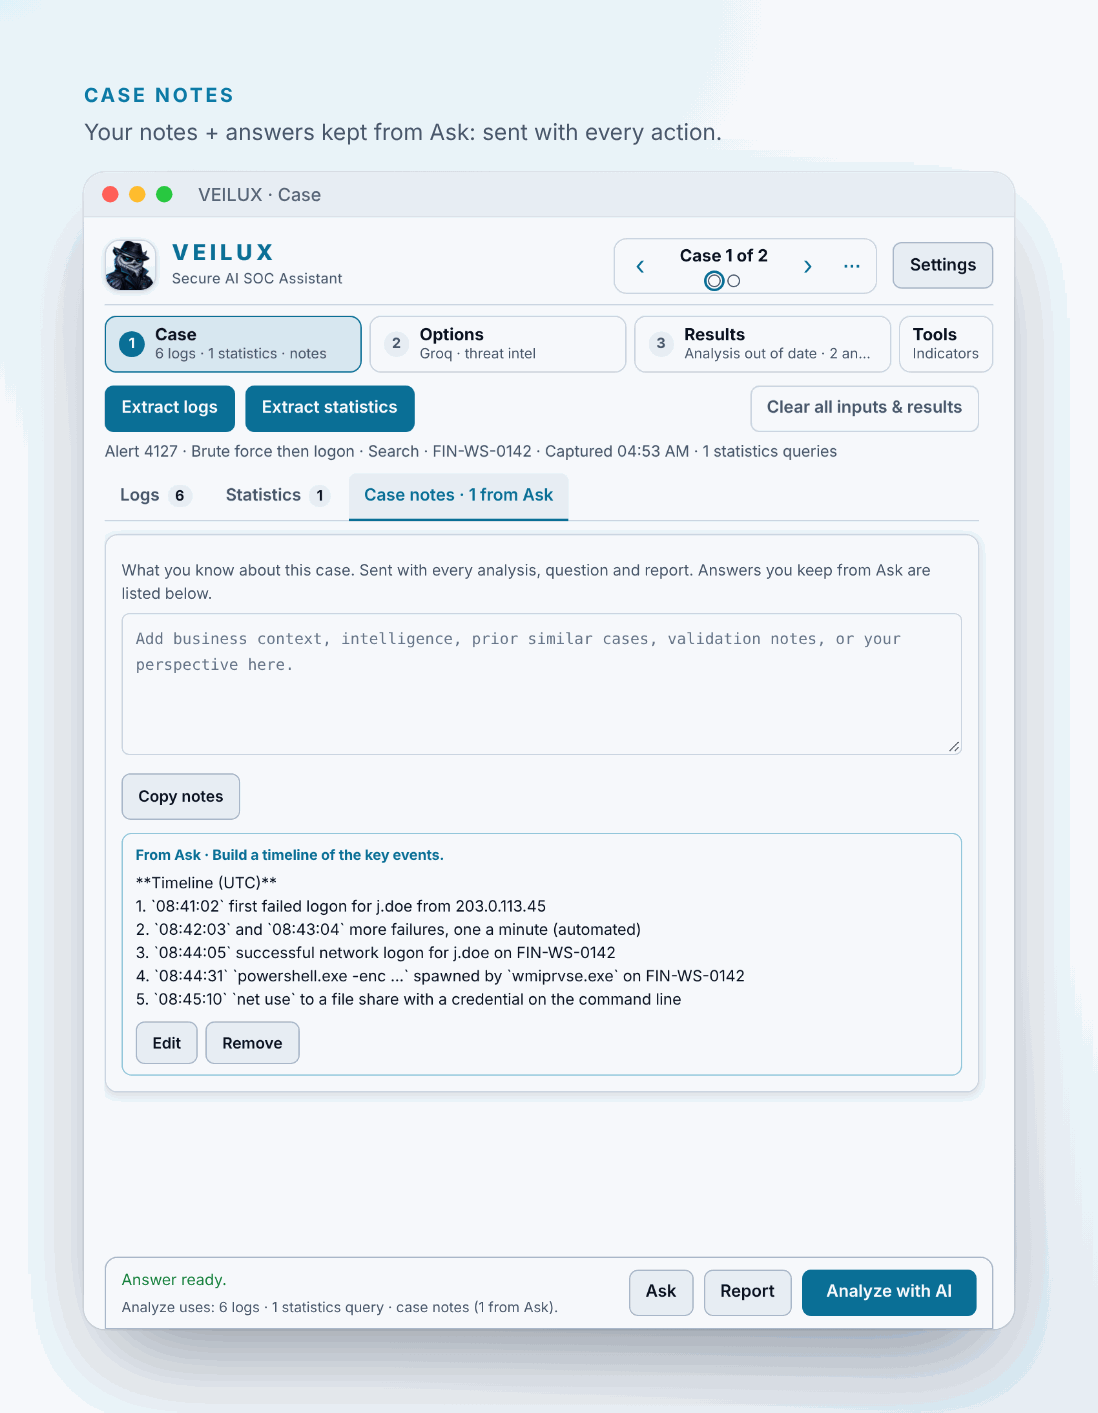 CASE NOTES
Your notes + answers kept from Ask: sent with every action.
VEILUX · Case
VEILUX
Secure AI SOC Assistant
‹
Case 1 of 2
›
···
Settings
1
Case
6 logs · 1 statistics · notes
2
Options
Groq · threat intel
3
Results
Analysis out of date · 2 an...
Tools
Indicators
Extract logs
Extract statistics
Clear all inputs & results
Alert 4127 · Brute force then logon · Search · FIN-WS-0142 · Captured 04:53 AM · 1 statistics queries
Logs 6
Statistics 1
Case notes · 1 from Ask
What you know about this case. Sent with every analysis, question and report. Answers you keep from Ask are
listed below.
Add business context, intelligence, prior similar cases, validation notes, or your
perspective here.
Copy notes
From Ask · Build a timeline of the key events.
**Timeline (UTC)**
1. `08:41:02` first failed logon for j.doe from 203.0.113.45
2. `08:42:03` and `08:43:04` more failures, one a minute (automated)
3. `08:44:05` successful network logon for j.doe on FIN-WS-0142
4. `08:44:31` `powershell.exe -enc ...` spawned by `wmiprvse.exe` on FIN-WS-0142
5. `08:45:10` `net use` to a file share with a credential on the command line
Edit
Remove
Answer ready.
Analyze uses: 6 logs · 1 statistics query · case notes (1 from Ask).
Ask
Report
Analyze with AI